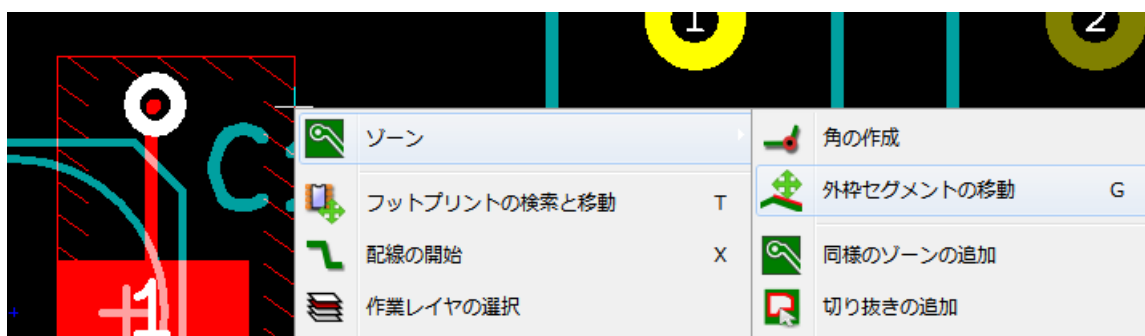 1
2
C
ゾーン
角の作成
外枠セグメントの移動 G
フットプリントの検索と移動 T
配線の開始 X
同様のゾーンの追加
1
作業レイヤの選択
切り抜きの追加